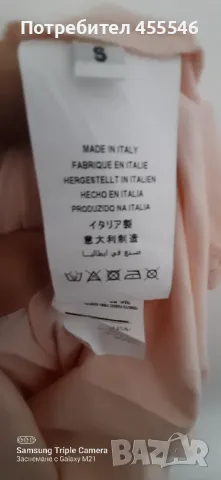 Потребител 455546
S
MADE IN ITALY
FABRIQUE EN ITALIE
HERGESTELLT IN ITALIEN
HECHO EN ITALIA
PRODUZIDO NA ITALIA
イタリア製
意大利制造
صنع في ايطاليا
Samsung Triple Camera
Заснемане с Galaxy M21
bazar